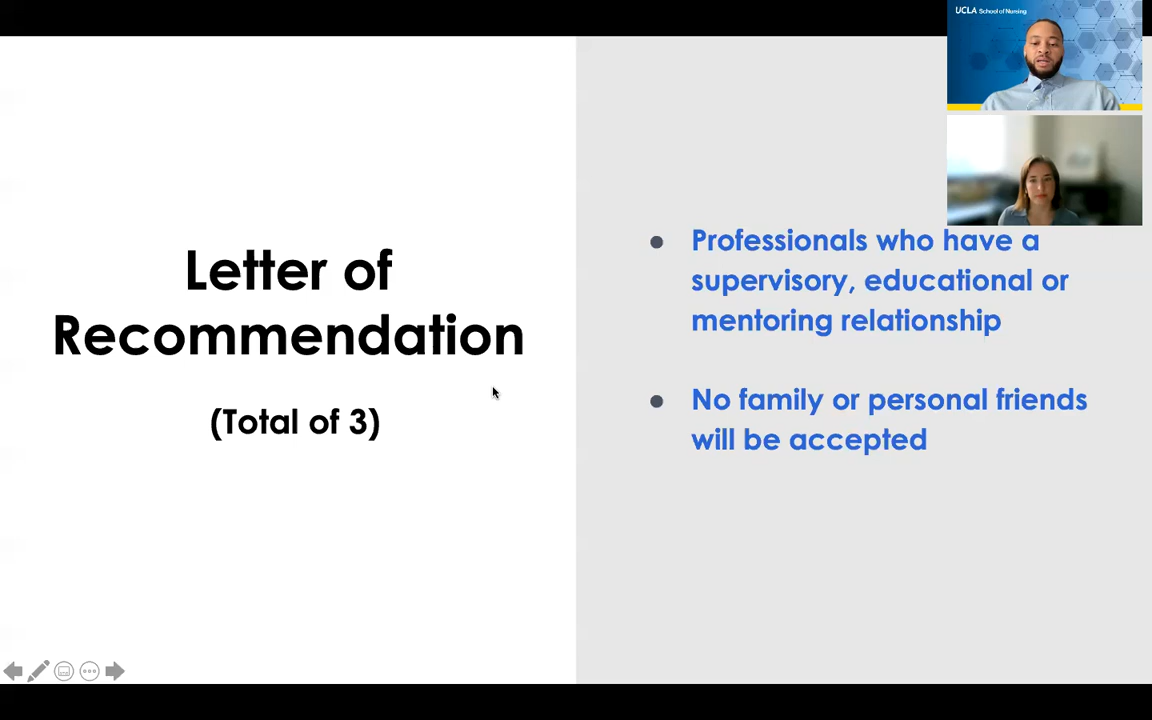 UCLA School of Nursing
Letter of
Recommendation
(Total of 3)
● Professionals who have a
supervisory, educational or
mentoring relationship
● No family or personal friends
will be accepted